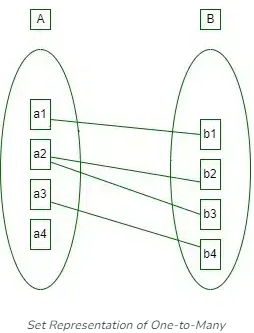 A B
a1
b1
a2
b2
a3
b3
a4
b4
Set Representation of One-to-Many